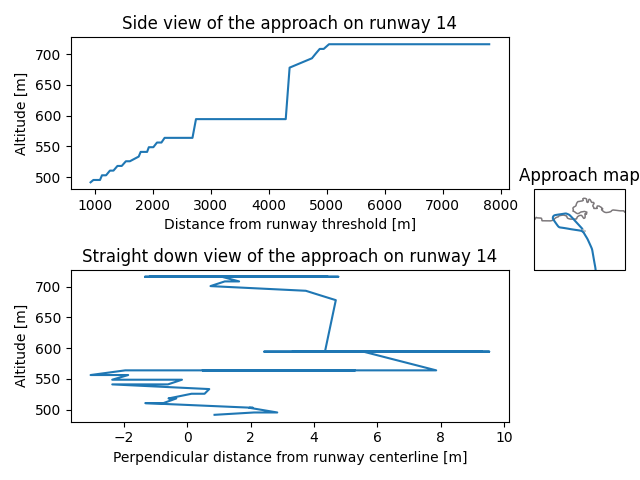 Side view of the approach on runway 14
Altitude [m]
700
650
600
550
500
1000 2000 3000 4000 5000 6000 7000 8000
Distance from runway threshold [m]
Approach map
Straight down view of the approach on runway 14
Altitude [m]
700
650
600
550
500
−2 0 2 4 6 8 10
Perpendicular distance from runway centerline [m]